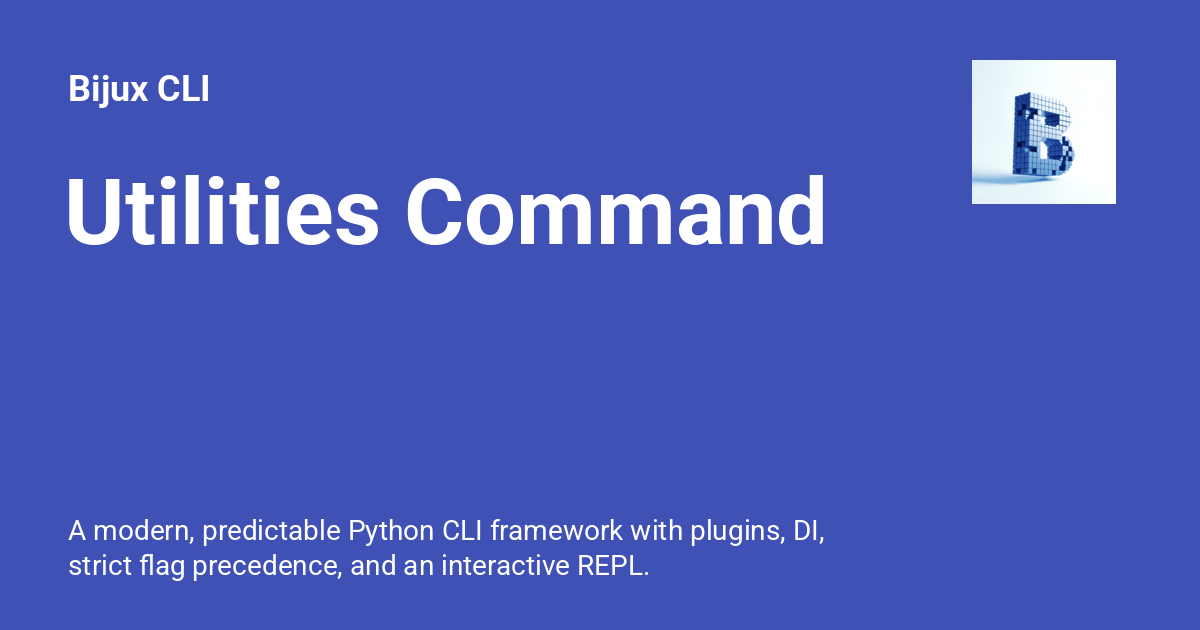 Bijux CLI
Utilities Command
A modern, predictable Python CLI framework with plugins, DI,
strict flag precedence, and an interactive REPL.
B